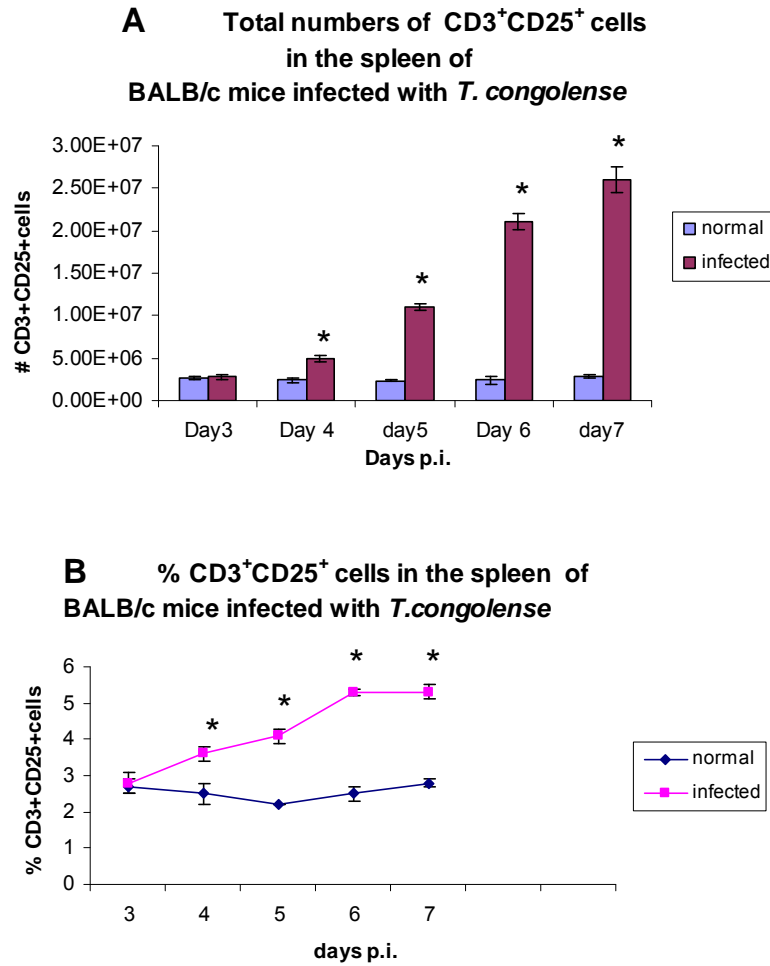 A Total numbers of CD3⁺CD25⁺ cells
in the spleen of
BALB/c mice infected with T. congolense
3.00E+07
2.50E+07
2.00E+07
1.50E+07
1.00E+07
5.00E+06
0.00E+00
# CD3+CD25+cells
* * * *
normal
infected
Day3 Day 4 day5 Day 6 day7
Days p.i.
B % CD3⁺CD25⁺ cells in the spleen of
BALB/c mice infected with T.congolense
6
5
4
3
2
1
0
% CD3+CD25+cells
* * * *
normal
infected
3 4 5 6 7
days p.i.